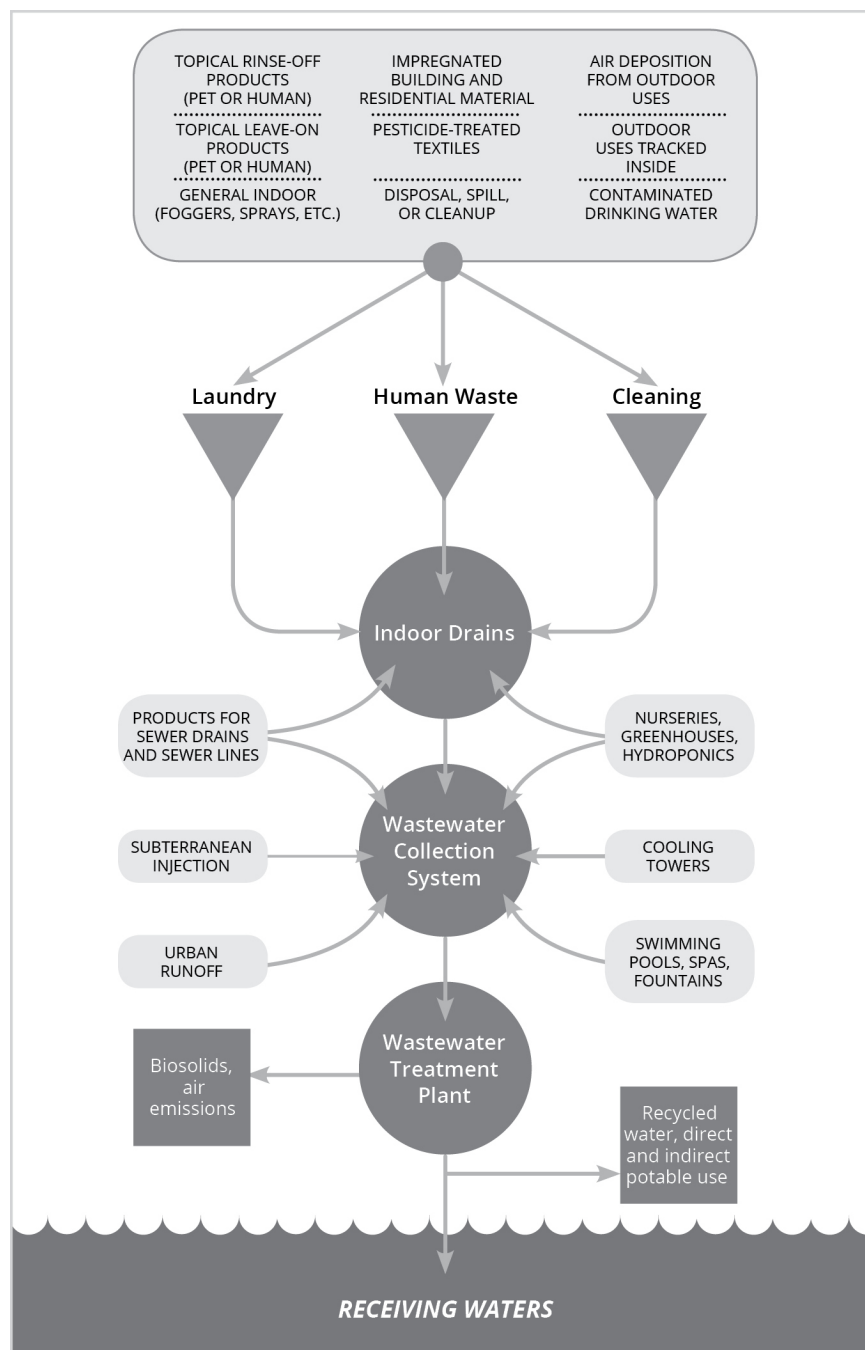 TOPICAL RINSE-OFF
PRODUCTS
(PET OR HUMAN)
TOPICAL LEAVE-ON
PRODUCTS
(PET OR HUMAN)
GENERAL INDOOR
(FOGGERS, SPRAYS, ETC.)
IMPREGNATED
BUILDING AND
RESIDENTIAL MATERIAL
PESTICIDE-TREATED
TEXTILES
DISPOSAL, SPILL,
OR CLEANUP
AIR DEPOSITION
FROM OUTDOOR
USES
OUTDOOR
USES TRACKED
INSIDE
CONTAMINATED
DRINKING WATER
Laundry
Human Waste
Cleaning
Indoor Drains
PRODUCTS FOR
SEWER DRAINS
AND SEWER LINES
NURSERIES,
GREENHOUSES,
HYDROPONICS
Wastewater
Collection
System
SUBTERRANEAN
INJECTION
COOLING
TOWERS
URBAN
RUNOFF
SWIMMING
POOLS, SPAS,
FOUNTAINS
Wastewater
Treatment
Plant
Biosolids,
air
emissions
Recycled
water, direct
and indirect
potable use
RECEIVING WATERS